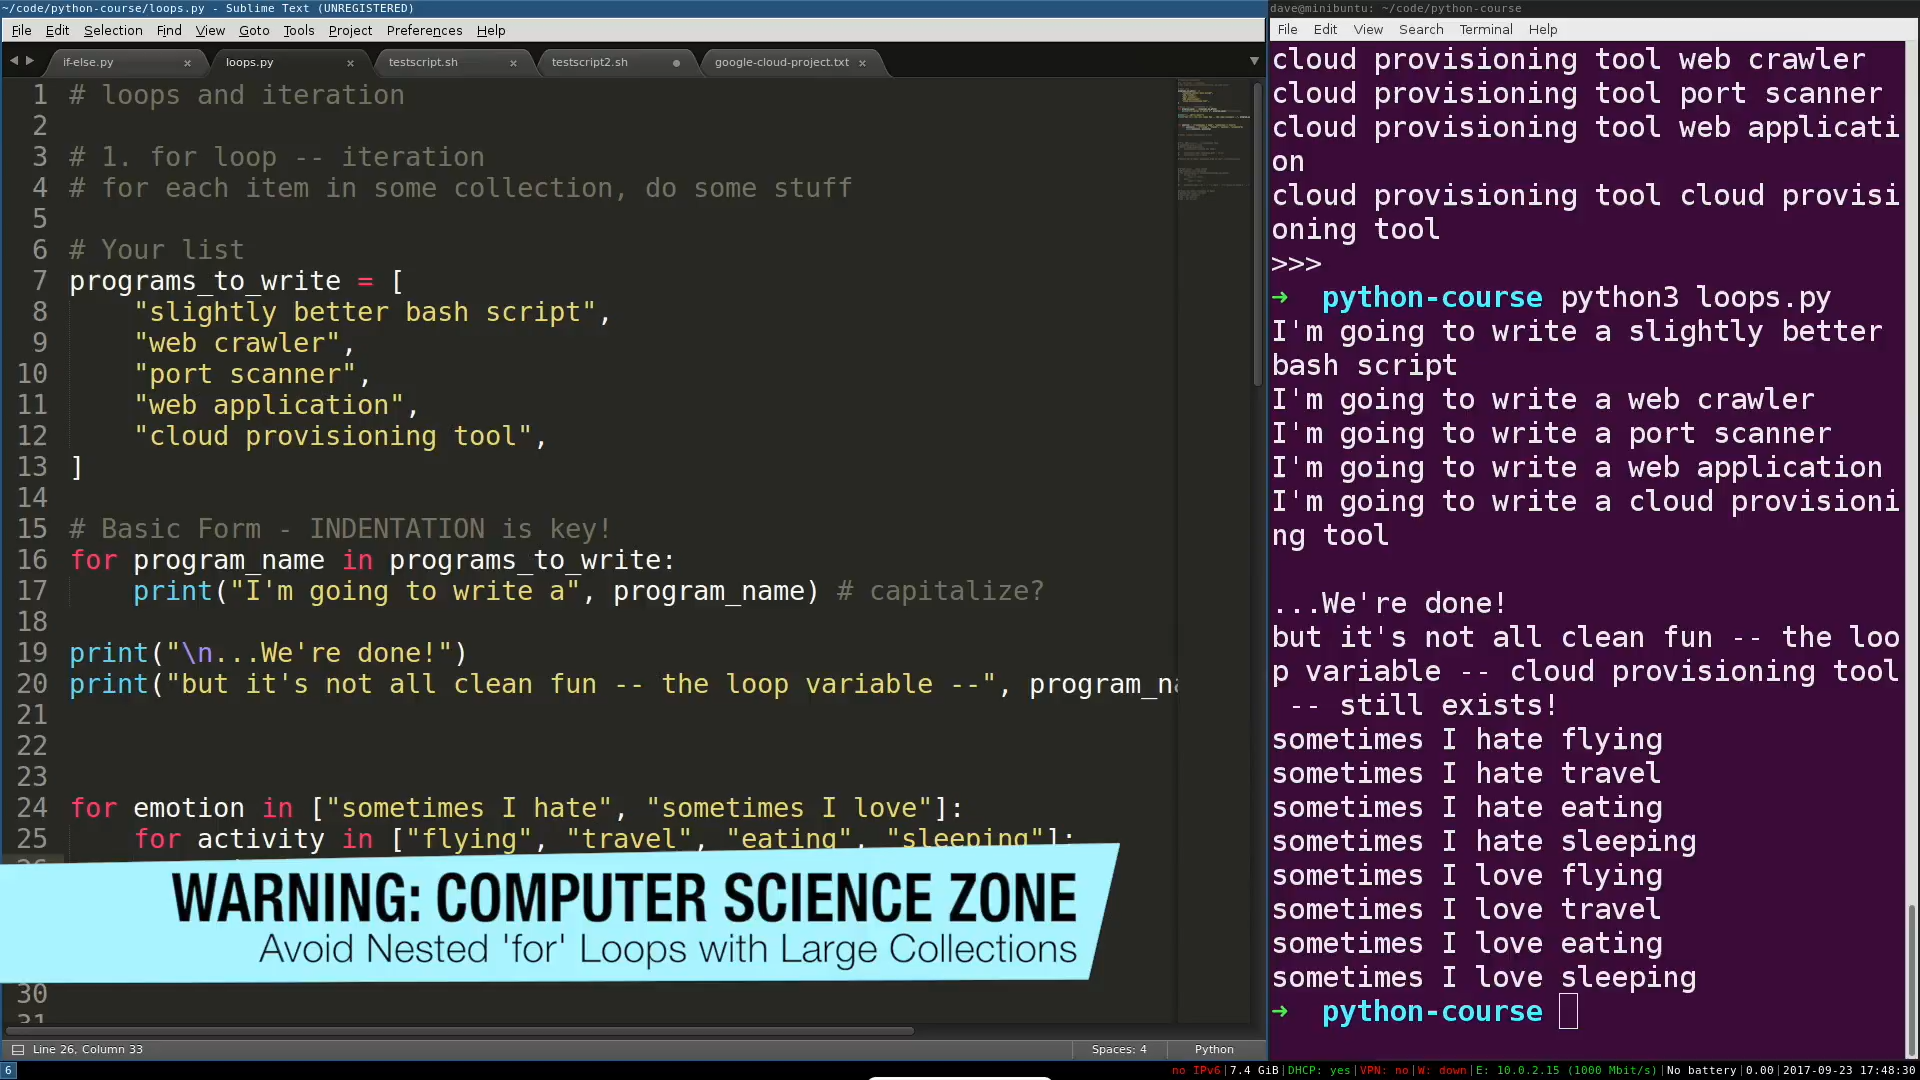 ~/code/python-course/loops.py - Sublime Text (UNREGISTERED)
File Edit Selection Find View Goto Tools Project Preferences Help
if-else.py × loops.py × testscript.sh × testscript2.sh google-cloud-project.txt ×
1 # loops and iteration
2
3 # 1. for loop -- iteration
4 # for each item in some collection, do some stuff
5
6 # Your list
7 programs_to_write = [
8     "slightly better bash script",
9     "web crawler",
10     "port scanner",
11     "web application",
12     "cloud provisioning tool",
13 ]
14
15 # Basic Form - INDENTATION is key!
16 for program_name in programs_to_write:
17     print("I'm going to write a", program_name) # capitalize?
18
19 print("\n...We're done!")
20 print("but it's not all clean fun -- the loop variable --", program_na
21
22
23
24 for emotion in ["sometimes I hate", "sometimes I love"]:
25     for activity in ["flying", "travel", "eating", "sleeping"]:
WARNING: COMPUTER SCIENCE ZONE
Avoid Nested 'for' Loops with Large Collections
30
31
Line 26, Column 33 Spaces: 4 Python
dave@minibuntu: ~/code/python-course
File Edit View Search Terminal Help
cloud provisioning tool web crawler
cloud provisioning tool port scanner
cloud provisioning tool web applicati
on
cloud provisioning tool cloud provisi
oning tool
>>>
➜  python-course python3 loops.py
I'm going to write a slightly better
bash script
I'm going to write a web crawler
I'm going to write a port scanner
I'm going to write a web application
I'm going to write a cloud provisioni
ng tool

...We're done!
but it's not all clean fun -- the loo
p variable -- cloud provisioning tool
 -- still exists!
sometimes I hate flying
sometimes I hate travel
sometimes I hate eating
sometimes I hate sleeping
sometimes I love flying
sometimes I love travel
sometimes I love eating
sometimes I love sleeping
➜  python-course
6 no IPv6|7.4 GiB|DHCP: yes|VPN: no|W: down|E: 10.0.2.15 (1000 Mbit/s)|No battery|0.00|2017-09-23 17:48:30